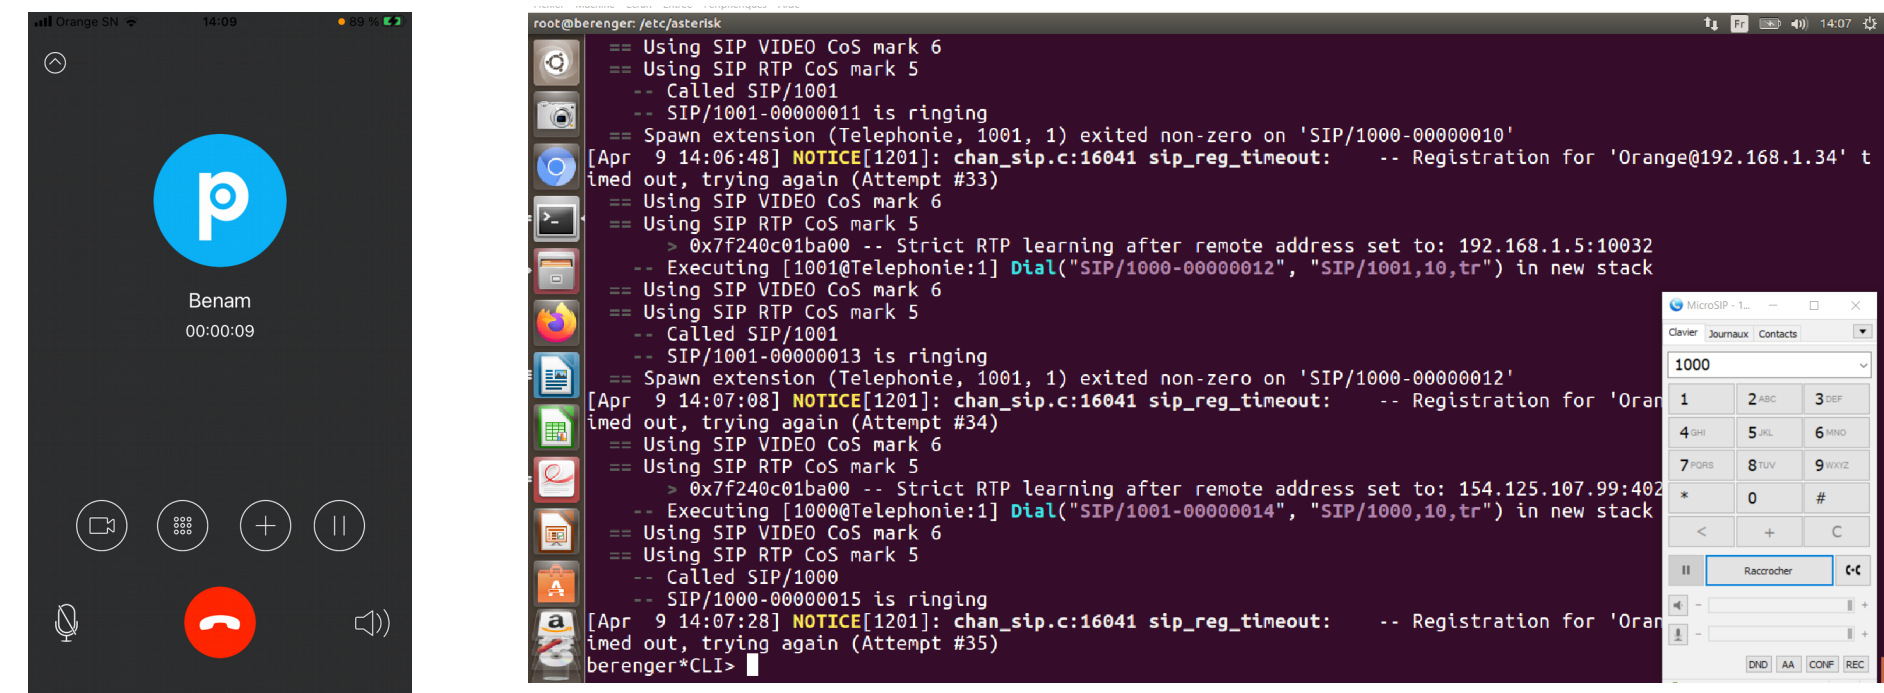 Orange SN 14:09 89 %
p
Benam
00:00:09
root@berenger: /etc/asterisk
Fr 14:07
== Using SIP VIDEO CoS mark 6
== Using SIP RTP CoS mark 5
-- Called SIP/1001
-- SIP/1001-00000011 is ringing
== Spawn extension (Telephonie, 1001, 1) exited non-zero on 'SIP/1000-00000010'
[Apr  9 14:06:48] NOTICE[1201]: chan_sip.c:16041 sip_reg_timeout:    -- Registration for 'Orange@192.168.1.34' t
imed out, trying again (Attempt #33)
== Using SIP VIDEO CoS mark 6
== Using SIP RTP CoS mark 5
> 0x7f240c01ba00 -- Strict RTP learning after remote address set to: 192.168.1.5:10032
-- Executing [1001@Telephonie:1] Dial("SIP/1000-00000012", "SIP/1001,10,tr") in new stack
== Using SIP VIDEO CoS mark 6
== Using SIP RTP CoS mark 5
-- Called SIP/1001
-- SIP/1001-00000013 is ringing
== Spawn extension (Telephonie, 1001, 1) exited non-zero on 'SIP/1000-00000012'
[Apr  9 14:07:08] NOTICE[1201]: chan_sip.c:16041 sip_reg_timeout:    -- Registration for 'Oran
imed out, trying again (Attempt #34)
== Using SIP VIDEO CoS mark 6
== Using SIP RTP CoS mark 5
> 0x7f240c01ba00 -- Strict RTP learning after remote address set to: 154.125.107.99:402
-- Executing [1000@Telephonie:1] Dial("SIP/1001-00000014", "SIP/1000,10,tr") in new stack
== Using SIP VIDEO CoS mark 6
== Using SIP RTP CoS mark 5
-- Called SIP/1000
-- SIP/1000-00000015 is ringing
[Apr  9 14:07:28] NOTICE[1201]: chan_sip.c:16041 sip_reg_timeout:    -- Registration for 'Oran
imed out, trying again (Attempt #35)
berenger*CLI>
MicroSIP - 1...
Clavier Journaux Contacts
1000
1 2 ABC 3 DEF
4 GHI 5 JKL 6 MNO
7 PQRS 8 TUV 9 WXYZ
* 0 #
< + C
Raccrocher
- +
- +
DND AA CONF REC